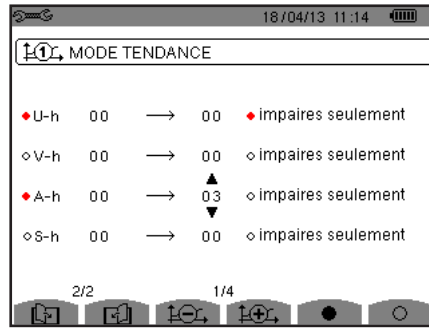 18/04/13 11:14
1 MODE TENDANCE
U-h 00 → 00 impaires seulement
V-h 00 → 00 impaires seulement
A-h 00 → 03 impaires seulement
S-h 00 → 00 impaires seulement
2/2 1/4